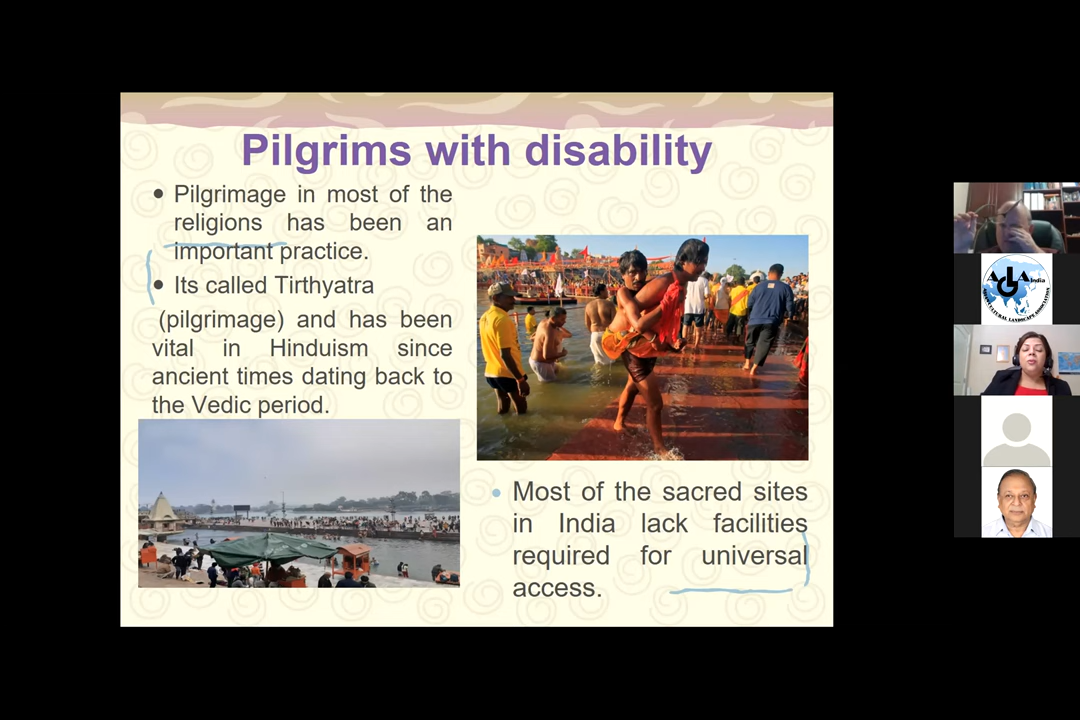 Pilgrims with disability
Pilgrimage in most of the
religions has been an
important practice.
Its called Tirthyatra
(pilgrimage) and has been
vital in Hinduism since
ancient times dating back to
the Vedic period.
Most of the sacred sites
in India lack facilities
required for universal
access.
India